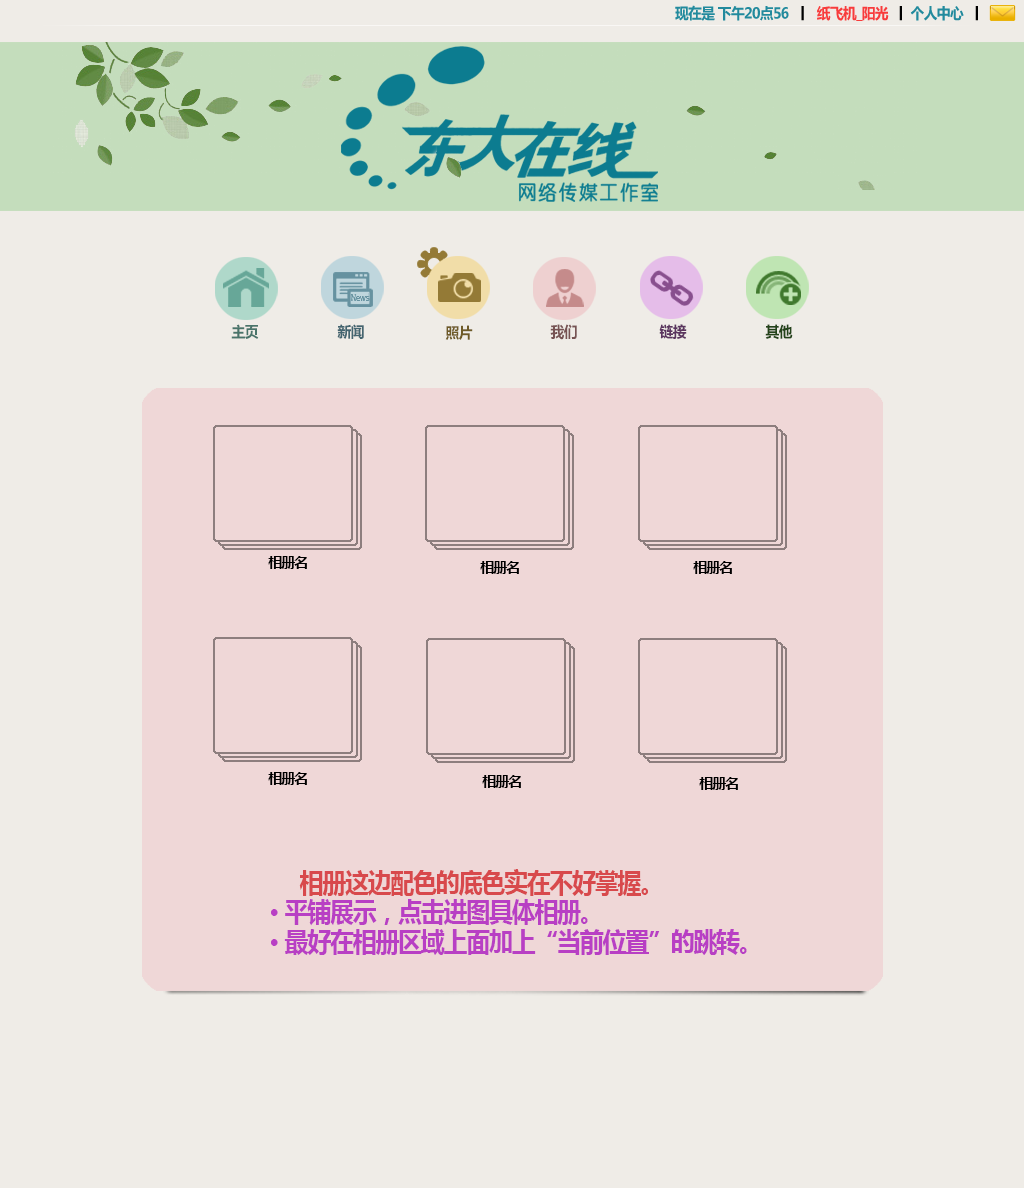 现在是 下午20点56 | 纸飞机_阳光 | 个人中心 |
东大在线
网络传媒工作室
News
主页 新闻 照片 我们 链接 其他
相册名 相册名 相册名
相册名 相册名 相册名
相册这边配色的底色实在不好掌握。
• 平铺展示，点击进图具体相册。
• 最好在相册区域上面加上“当前位置”的跳转。